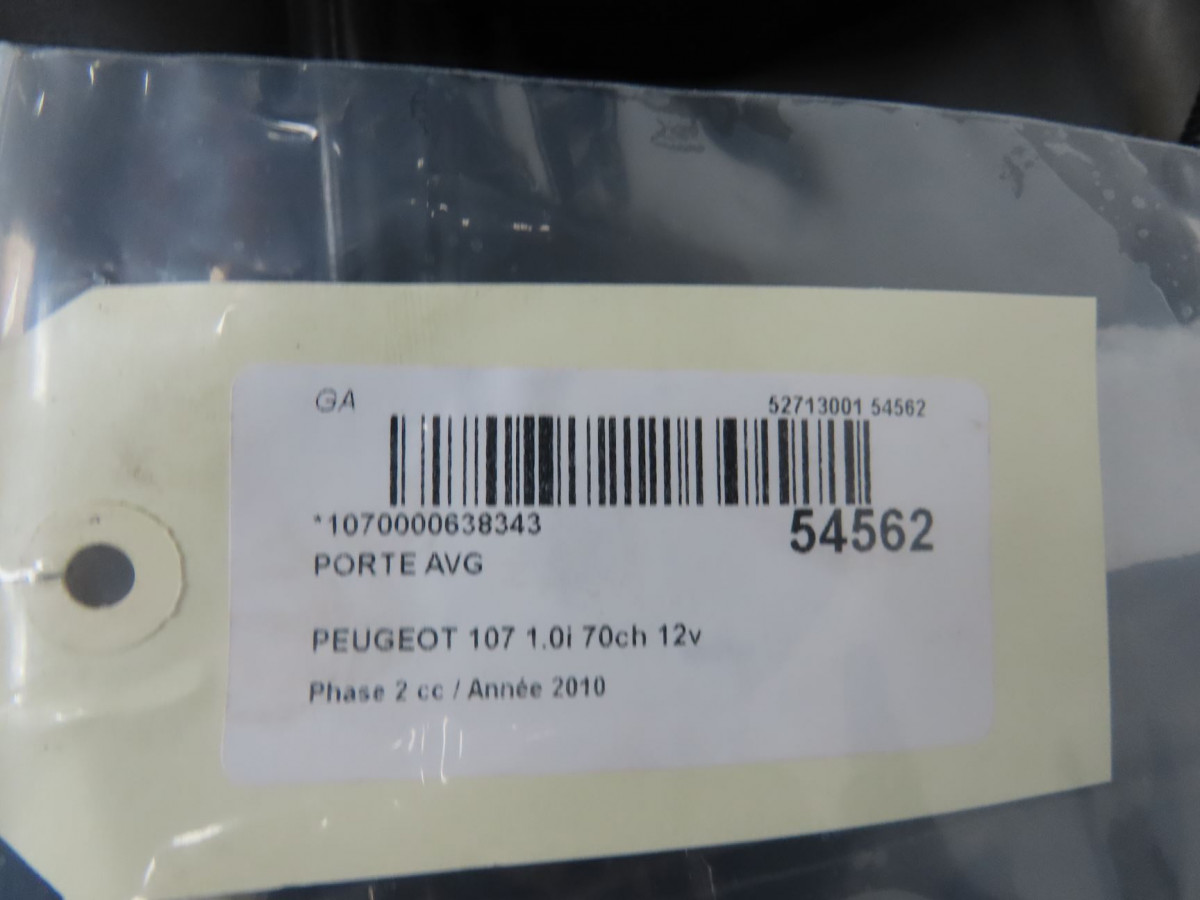 GA
52713001 54562
*1070000638343
54562
PORTE AVG
PEUGEOT 107 1.0i 70ch 12v
Phase 2 cc / Année 2010